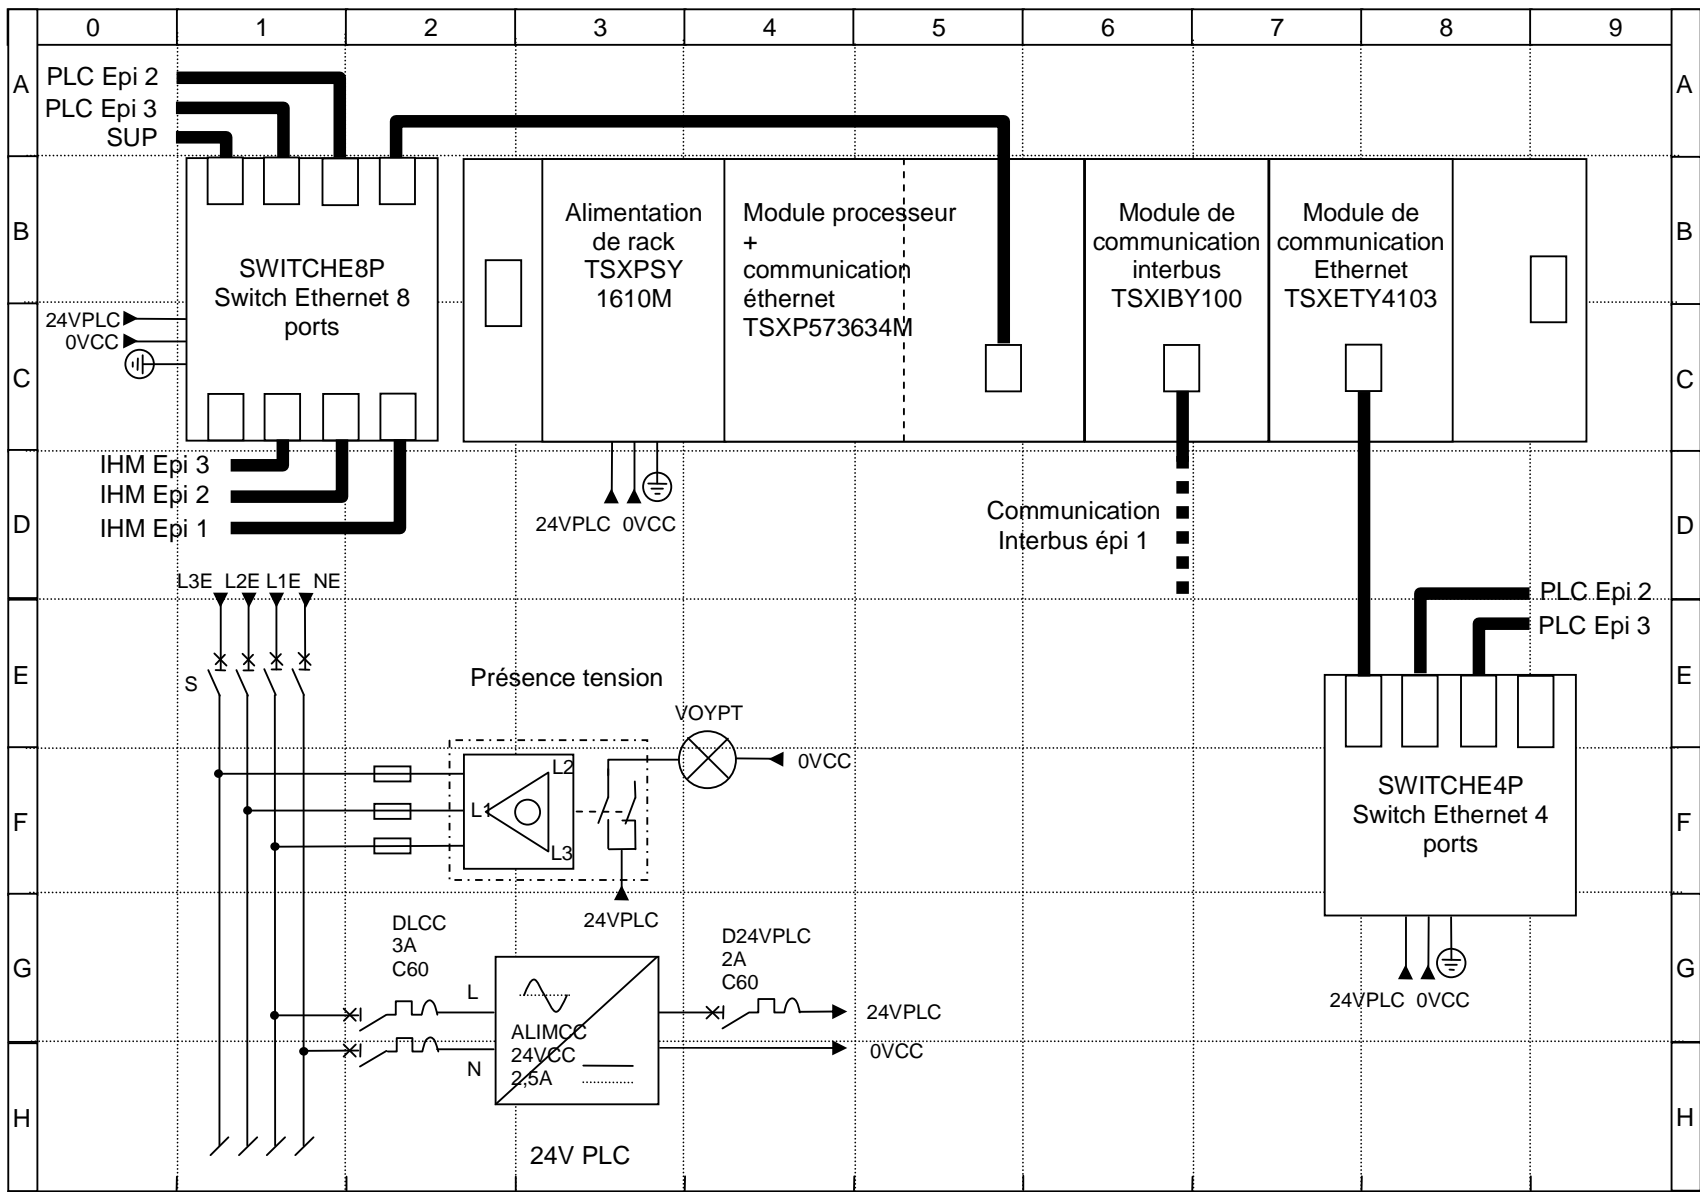 0 1 2 3 4 5 6 7 8 9
A A
PLC Epi 2
PLC Epi 3
SUP
B B
SWITCHE8P
Switch Ethernet 8
ports
Alimentation
de rack
TSXPSY
1610M
Module processeur
+
communication
éthernet
TSXP573634M
Module de
communication
interbus
TSXIBY100
Module de
communication
Ethernet
TSXETY4103
24VPLC
0VCC
C C
IHM Epi 3
IHM Epi 2
IHM Epi 1
24VPLC 0VCC
Communication
Interbus épi 1
D D
L3E L2E L1E NE
PLC Epi 2
PLC Epi 3
E E
S
Présence tension
VOYPT
0VCC
L2
L1
L3
24VPLC
SWITCHE4P
Switch Ethernet 4
ports
F F
24VPLC 0VCC
DLCC
3A
C60
D24VPLC
2A
C60
G G
L
N
ALIMCC
24VCC
2,5A
24VPLC
0VCC
H H
24V PLC